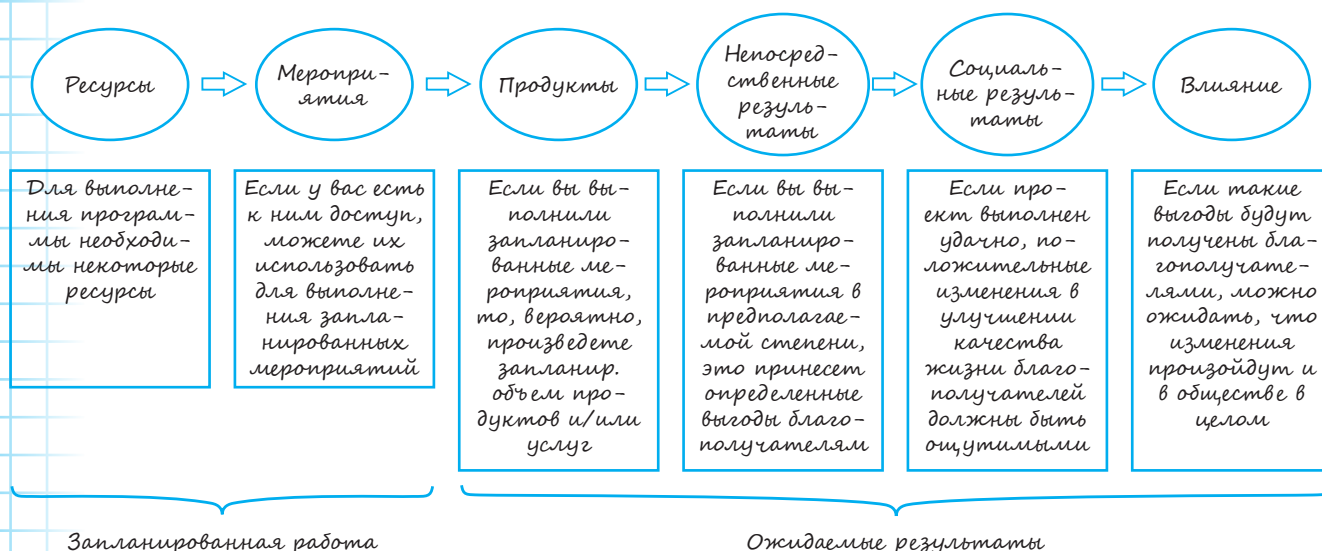 Ресурсы
Меропри-
ятия
Продукты
Непосред-
ственные
резуль-
таты
Социаль-
ные резуль-
таты
Влияние
Для выполне-
ния програм-
мы необходи-
мы некоторые
ресурсы
Если у вас есть
к ним доступ,
можете их
использовать
для выполне-
ния запла-
нированных
мероприятий
Если вы вы-
полнили
запланиро-
ванные ме-
роприятия,
то, вероятно,
произведете
запланир.
объем про-
дуктов и/или
услуг
Если вы вы-
полнили
запланиро-
ванные ме-
роприятия в
предполагае-
мой степени,
это принесет
определенные
выгоды благо-
получателям
Если про-
ект выполнен
удачно, по-
ложительные
изменения в
улучшении
качества
жизни благо-
получателей
должны быть
ощутимыми
Если такие
выгоды будут
получены бла-
гополучате-
лями, можно
ожидать, что
изменения
произойдут и
в обществе в
целом
Запланированная работа
Ожидаемые результаты